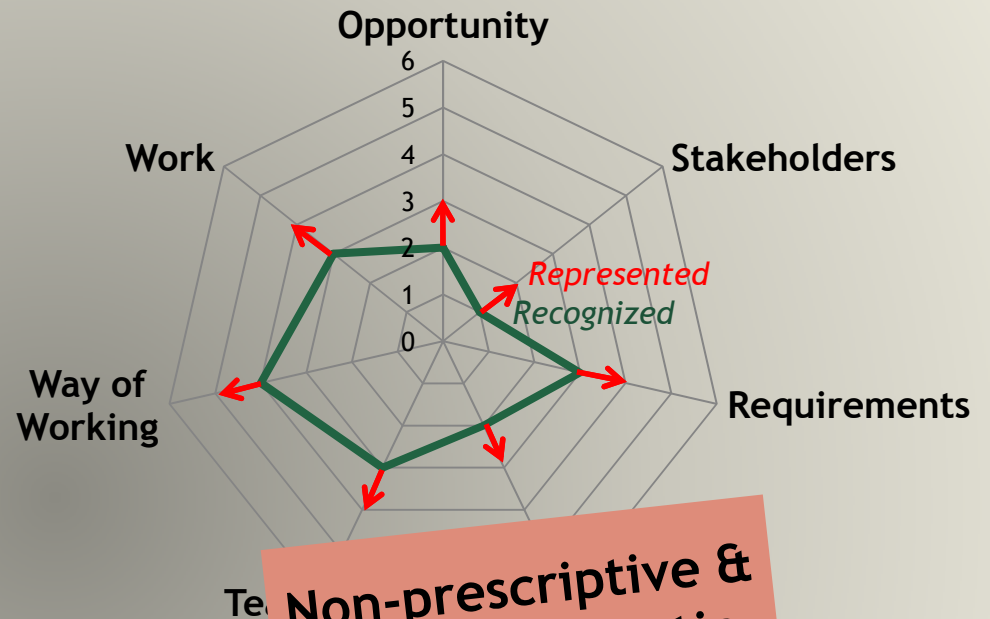 Opportunity
6
5
4
3
2
1
0
Work
Stakeholders
Represented
Recognized
Way of
Working
Requirements
Non-prescriptive &